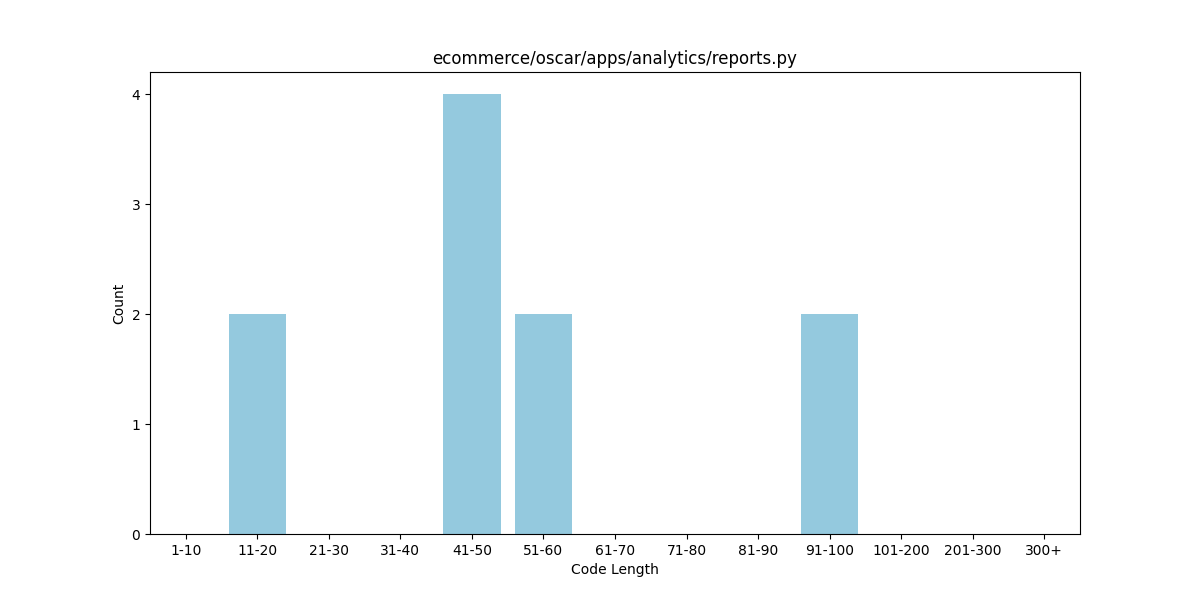 ecommerce/oscar/apps/analytics/reports.py
Count
4
3
2
1
0
1-10 11-20 21-30 31-40 41-50 51-60 61-70 71-80 81-90 91-100 101-200 201-300 300+
Code Length